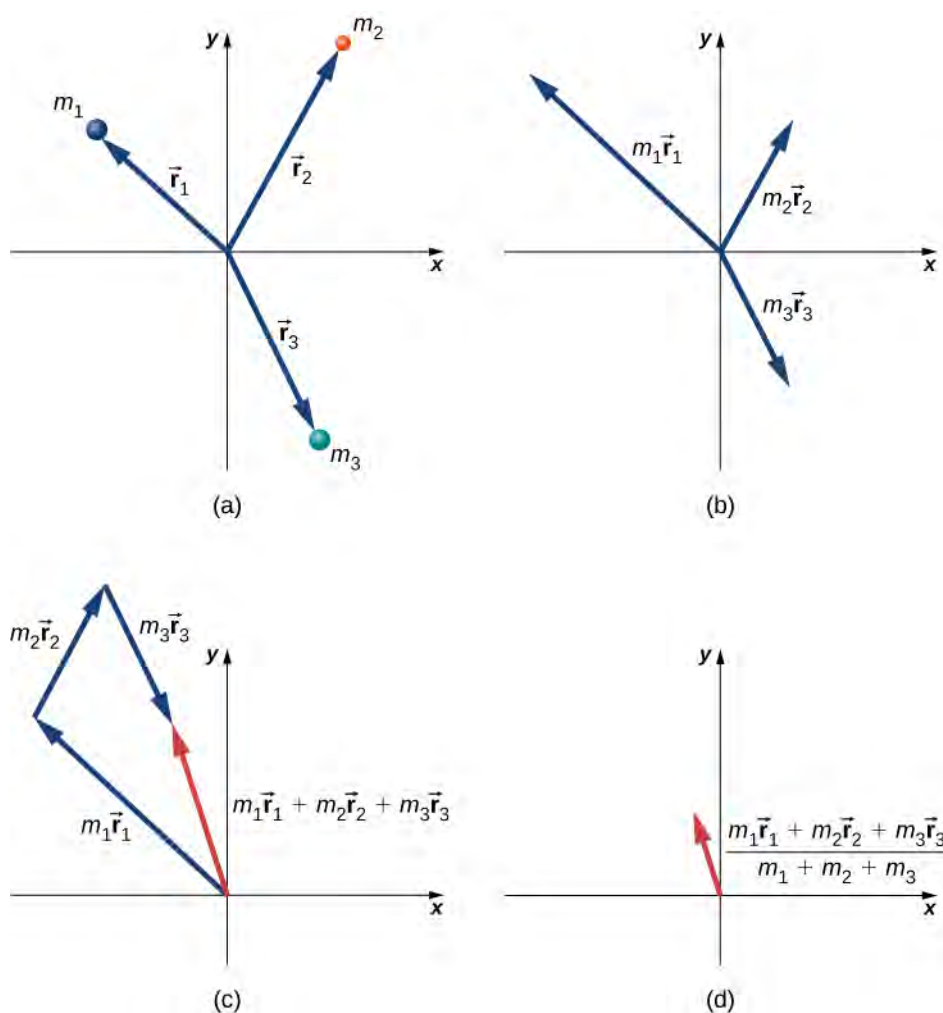 y
m₂
m₁
r⃗₁
r⃗₂
x
r⃗₃
m₃
(a)
y
m₁r⃗₁
m₂r⃗₂
x
m₃r⃗₃
(b)
m₂r⃗₂
m₃r⃗₃
y
m₁r⃗₁ + m₂r⃗₂ + m₃r⃗₃
m₁r⃗₁
x
(c)
y
m₁r⃗₁ + m₂r⃗₂ + m₃r⃗₃
m₁ + m₂ + m₃
x
(d)